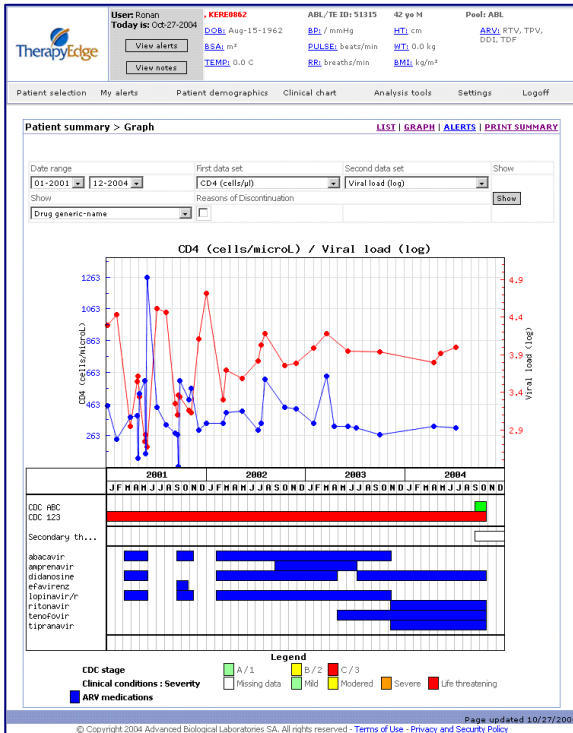 TherapyEdge
User: Ronan
Today is: Oct-27-2004
View alerts
View notes
, KERE0862
DOB: Aug-15-1962
BSA: m²
TEMP: 0.0 C
ABL/TE ID: 51315
BP: / mmHg
PULSE: beats/min
RR: breaths/min
42 yo M
HT: cm
WT: 0.0 kg
BMI: kg/m²
Pool: ABL
ARV: RTV, TPV,
DDI, TDF
Patient selection My alerts Patient demographics Clinical chart Analysis tools Settings Logoff
Patient summary > Graph
LIST | GRAPH | ALERTS | PRINT SUMMARY
Date range First data set Second data set Show
01-2001 12-2004 CD4 (cells/µl) Viral load (log)
Show Reasons of Discontinuation Show
Drug generic-name
CD4 (cells/microL) / Viral load (log)
CD4 (cells/microL)
1263
1063
863
663
463
263
4.9
4.4
3.9
3.4
2.9
Viral load (log)
2001 2002 2003 2004
J F M A M J J A S O N D J F M A M J J A S O N D J F M A M J J A S O N D J F M A M J J A S O N D
CDC ABC
CDC 123
Secondary th...
abacavir
amprenavir
didanosine
efavirenz
lopinavir/r
ritonavir
tenofovir
tipranavir
Legend
CDC stage A/1 B/2 C/3
Clinical conditions : Severity Missing data Mild Modered Severe Life threatening
ARV medications
Page updated 10/27/200
© Copyright 2004 Advanced Biological Laboratories SA. All rights reserved - Terms of Use - Privacy and Security Policy